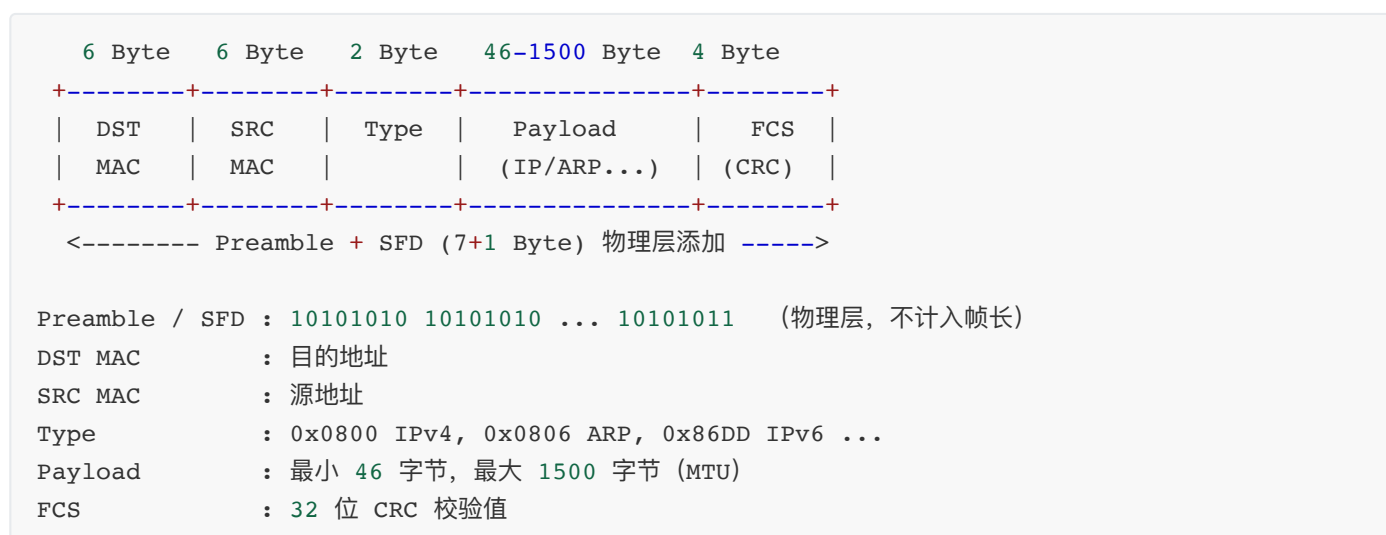 6 Byte   6 Byte   2 Byte   46-1500 Byte  4 Byte
+--------+--------+--------+---------------+--------+
|  DST   |  SRC   |  Type  |   Payload     |   FCS  |
|  MAC   |  MAC   |        |  (IP/ARP...)  | (CRC)  |
+--------+--------+--------+---------------+--------+
<-------- Preamble + SFD (7+1 Byte) 物理层添加 ----->
Preamble / SFD : 10101010 10101010 ... 10101011 （物理层，不计入帧长）
DST MAC        : 目的地址
SRC MAC        : 源地址
Type           : 0x0800 IPv4, 0x0806 ARP, 0x86DD IPv6 ...
Payload        : 最小 46 字节，最大 1500 字节（MTU）
FCS            : 32 位 CRC 校验值